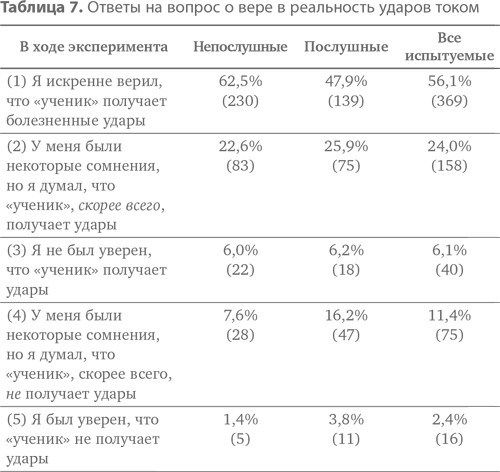 Таблица 7. Ответы на вопрос о вере в реальность ударов током
В ходе эксперимента Непослушные Послушные Все испытуемые
(1) Я искренне верил, 62,5% 47,9% 56,1%
что «ученик» получает (230) (139) (369)
болезненные удары
(2) У меня были 22,6% 25,9% 24,0%
некоторые сомнения, (83) (75) (158)
но я думал, что
«ученик», скорее всего,
получает удары
(3) Я не был уверен, 6,0% 6,2% 6,1%
что «ученик» получает (22) (18) (40)
удары
(4) У меня были 7,6% 16,2% 11,4%
некоторые сомнения, (28) (47) (75)
но я думал, что
«ученик», скорее всего,
не получает удары
(5) Я был уверен, что 1,4% 3,8% 2,4%
«ученик» не получает (5) (11) (16)
удары